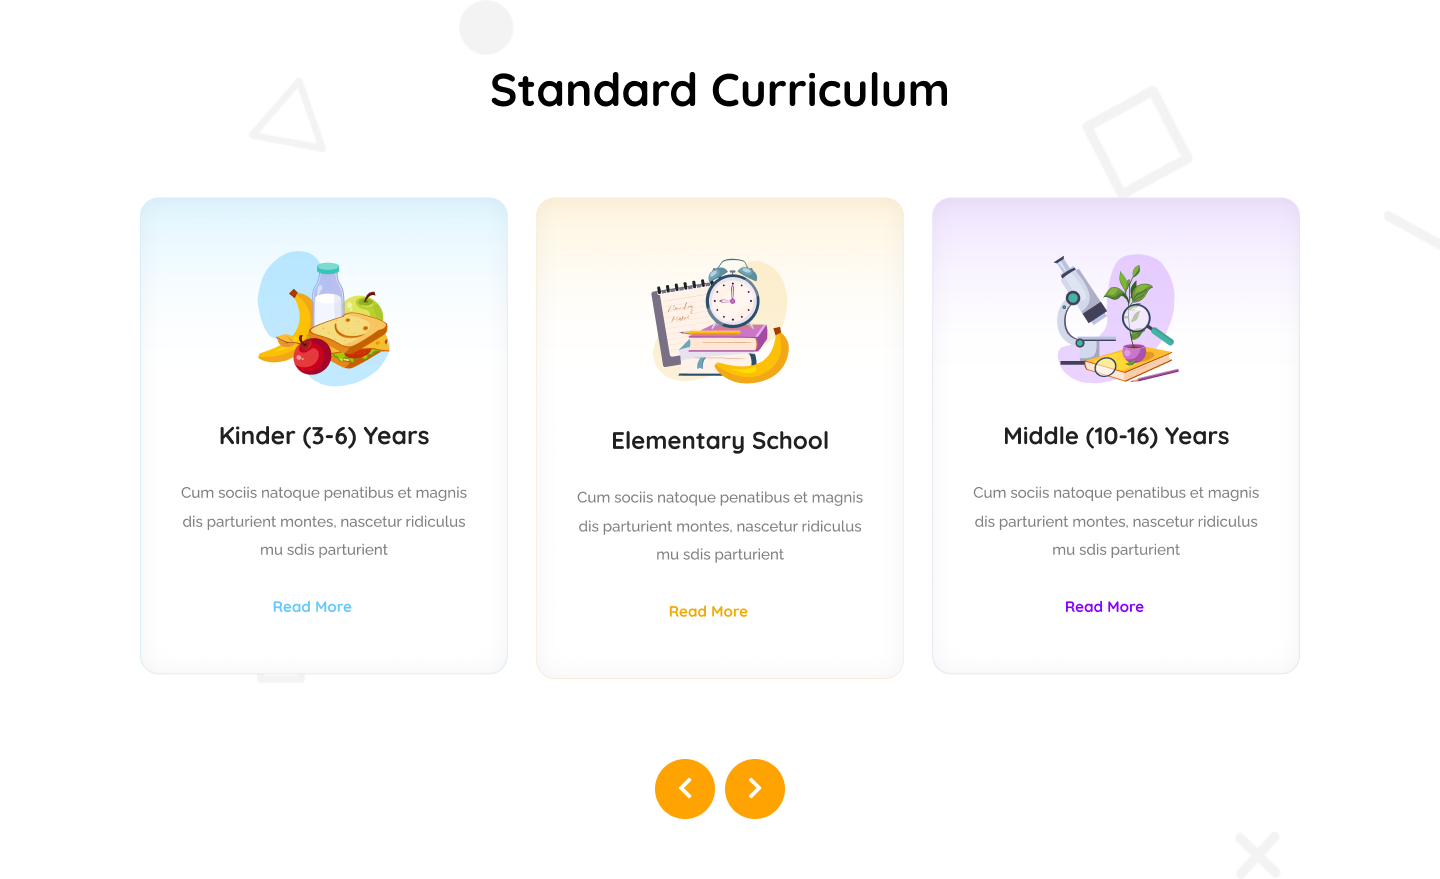 Standard Curriculum
Kinder (3-6) Years
Cum sociis natoque penatibus et magnis
dis parturient montes, nascetur ridiculus
mu sdis parturient
Read More
Elementary School
Cum sociis natoque penatibus et magnis
dis parturient montes, nascetur ridiculus
mu sdis parturient
Read More
Middle (10-16) Years
Cum sociis natoque penatibus et magnis
dis parturient montes, nascetur ridiculus
mu sdis parturient
Read More